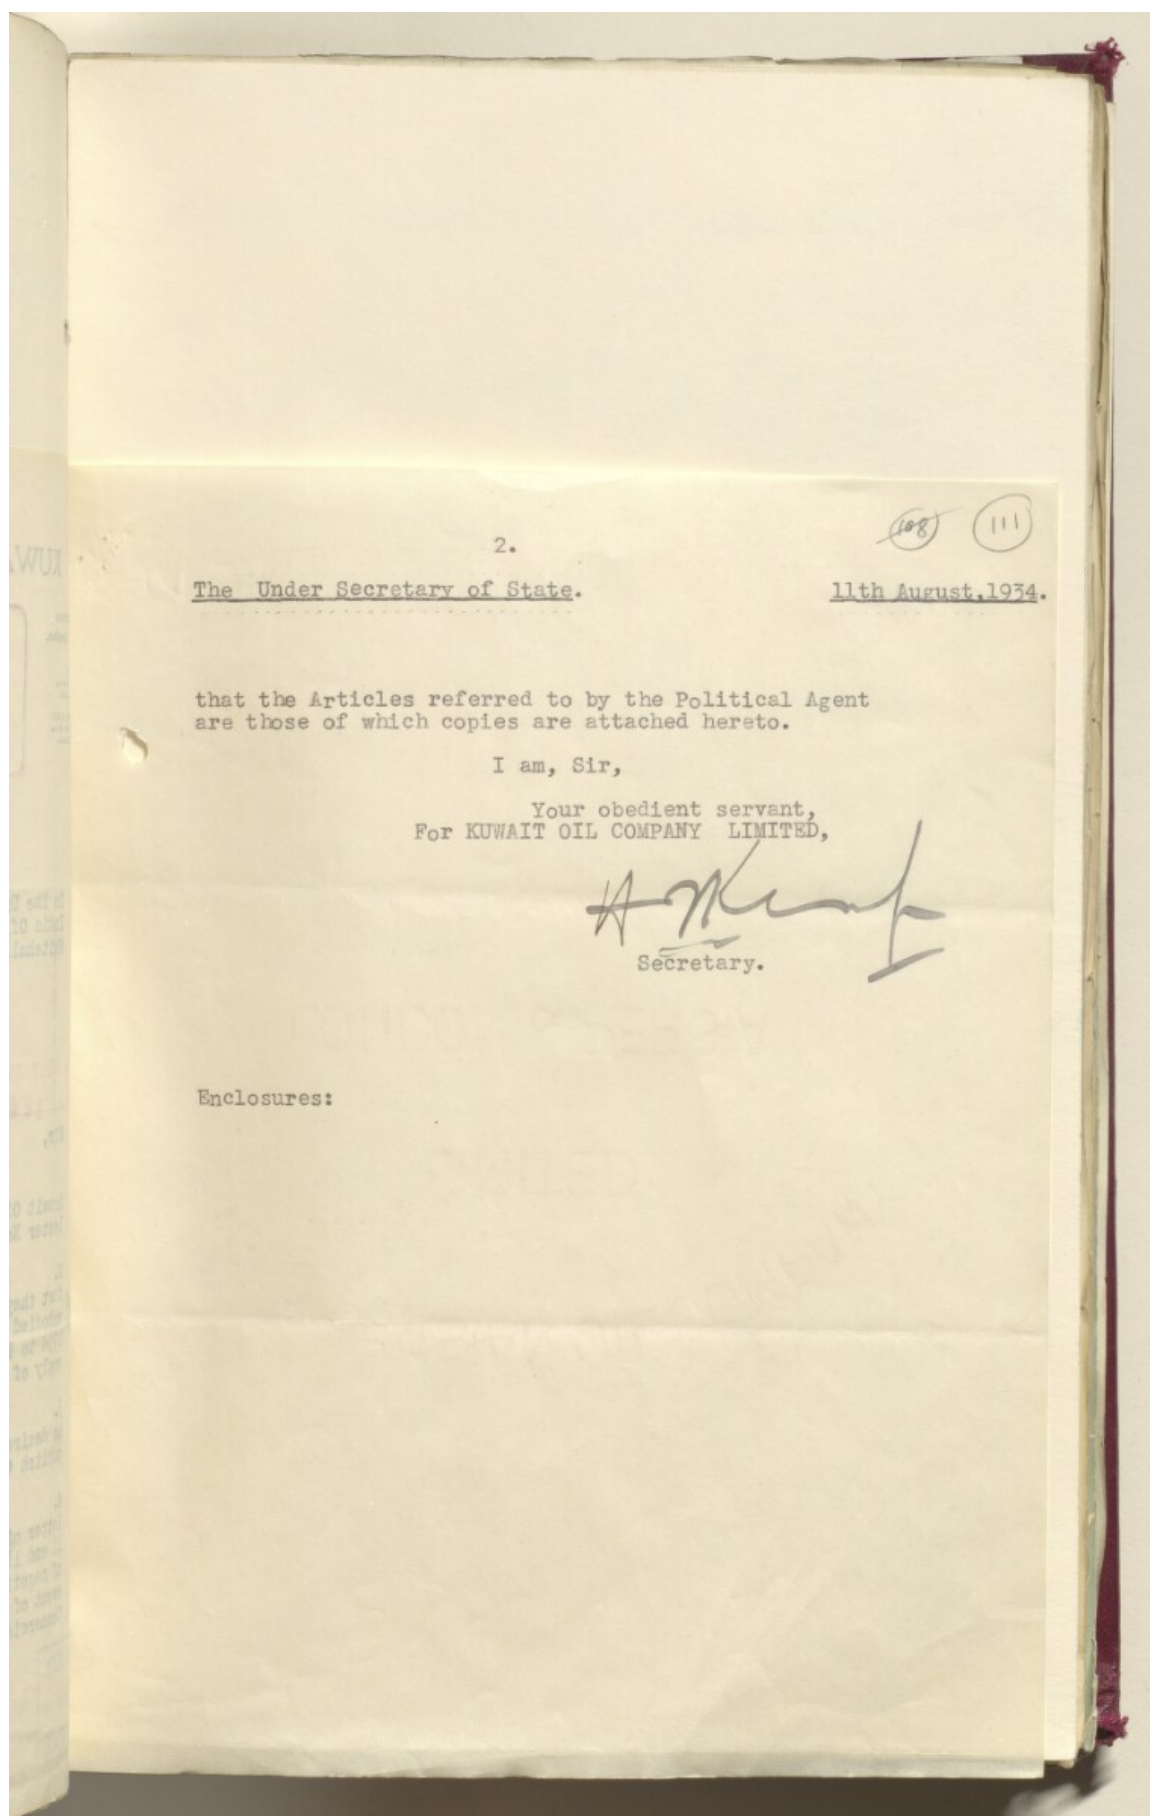 108 111
2.
The Under Secretary of State. 11th August,1934.
that the Articles referred to by the Political Agent
are those of which copies are attached hereto.
I am, Sir,
Your obedient servant,
For KUWAIT OIL COMPANY LIMITED,
Secretary.
Enclosures: